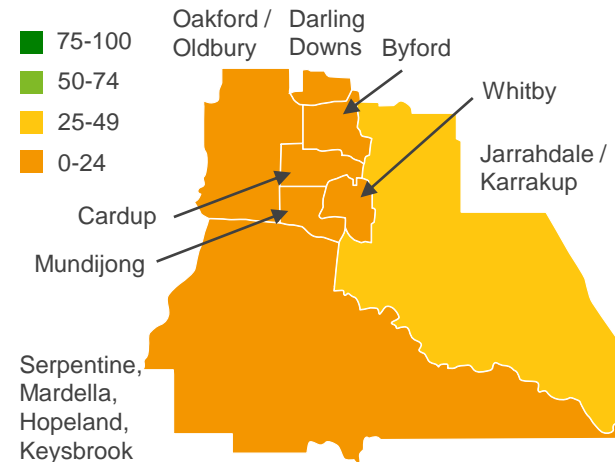 75-100
50-74
25-49
0-24
Oakford /
Oldbury
Darling
Downs
Byford
Whitby
Jarrahdale /
Karrakup
Cardup
Mundijong
Serpentine,
Mardella,
Hopeland,
Keysbrook